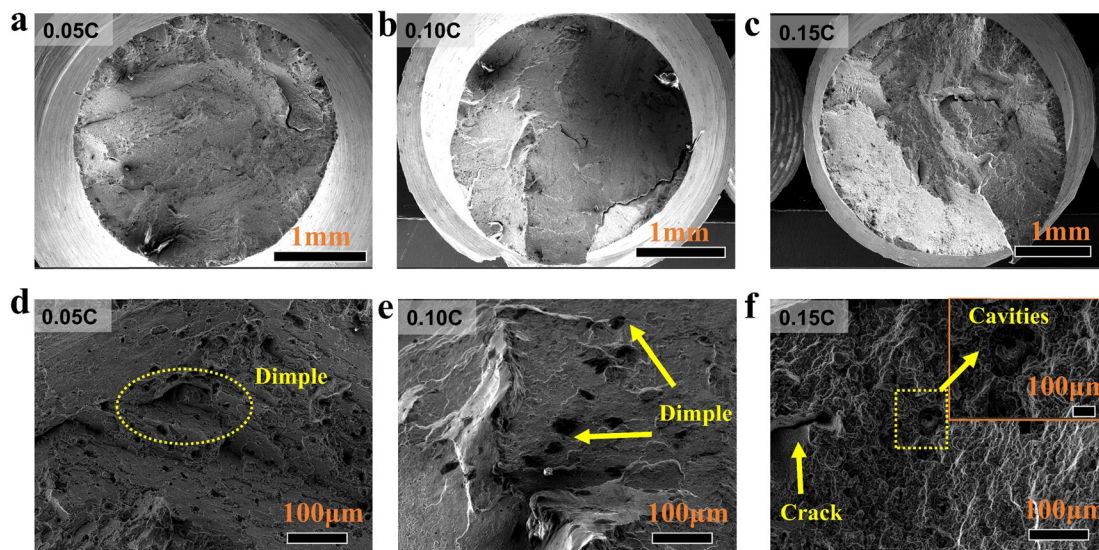 a
0.05C
1mm
b
0.10C
1mm
c
0.15C
1mm
d
0.05C
Dimple
100μm
e
0.10C
Dimple
100μm
f
0.15C
Cavities
100μm
Crack
100μm